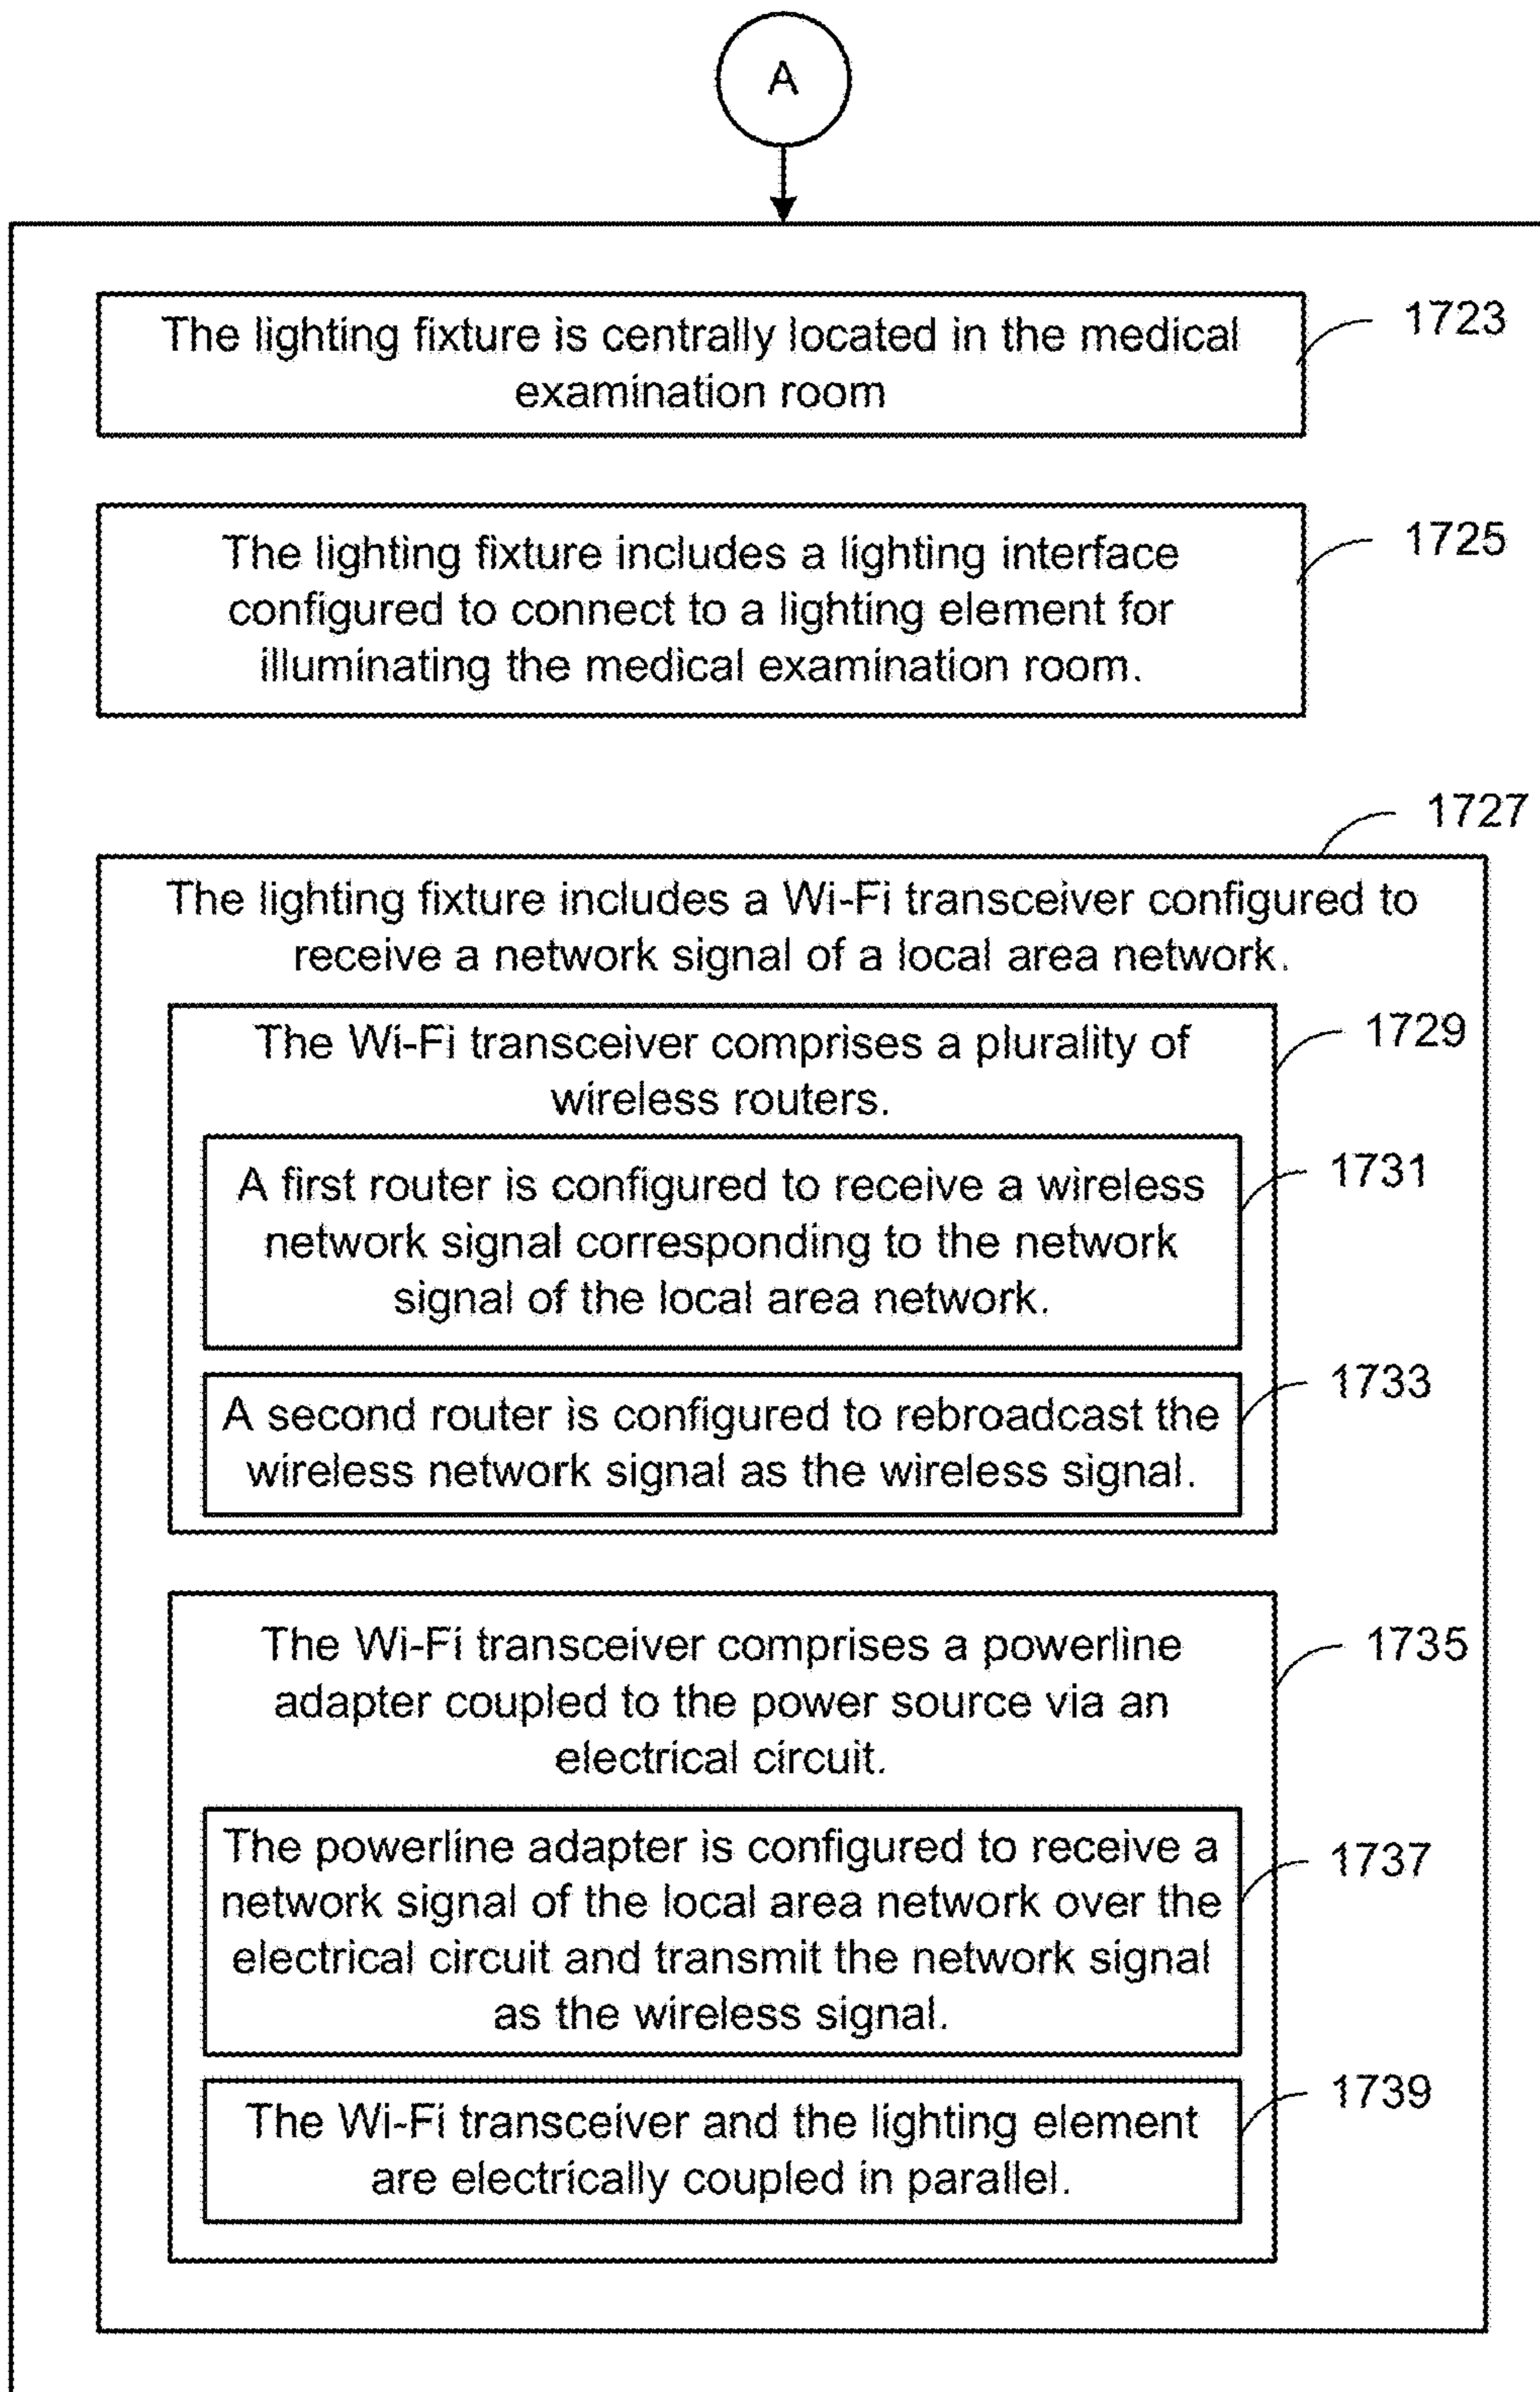 A
The lighting fixture is centrally located in the medical
examination room
1723
The lighting fixture includes a lighting interface
configured to connect to a lighting element for
illuminating the medical examination room.
1725
1727
The lighting fixture includes a Wi-Fi transceiver configured to
receive a network signal of a local area network.
The Wi-Fi transceiver comprises a plurality of
wireless routers.
1729
A first router is configured to receive a wireless
network signal corresponding to the network
signal of the local area network.
1731
A second router is configured to rebroadcast the
wireless network signal as the wireless signal.
1733
The Wi-Fi transceiver comprises a powerline
adapter coupled to the power source via an
electrical circuit.
1735
The powerline adapter is configured to receive a
network signal of the local area network over the
electrical circuit and transmit the network signal
as the wireless signal.
1737
The Wi-Fi transceiver and the lighting element
are electrically coupled in parallel.
1739